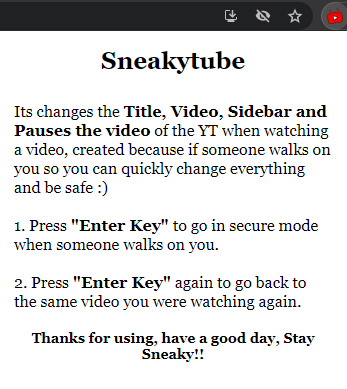 Sneakytube
Its changes the Title, Video, Sidebar and
Pauses the video of the YT when watching
a video, created because if someone walks on
you so you can quickly change everything
and be safe :)
1. Press "Enter Key" to go in secure mode
when someone walks on you.
2. Press "Enter Key" again to go back to
the same video you were watching again.
Thanks for using, have a good day, Stay
Sneaky!!